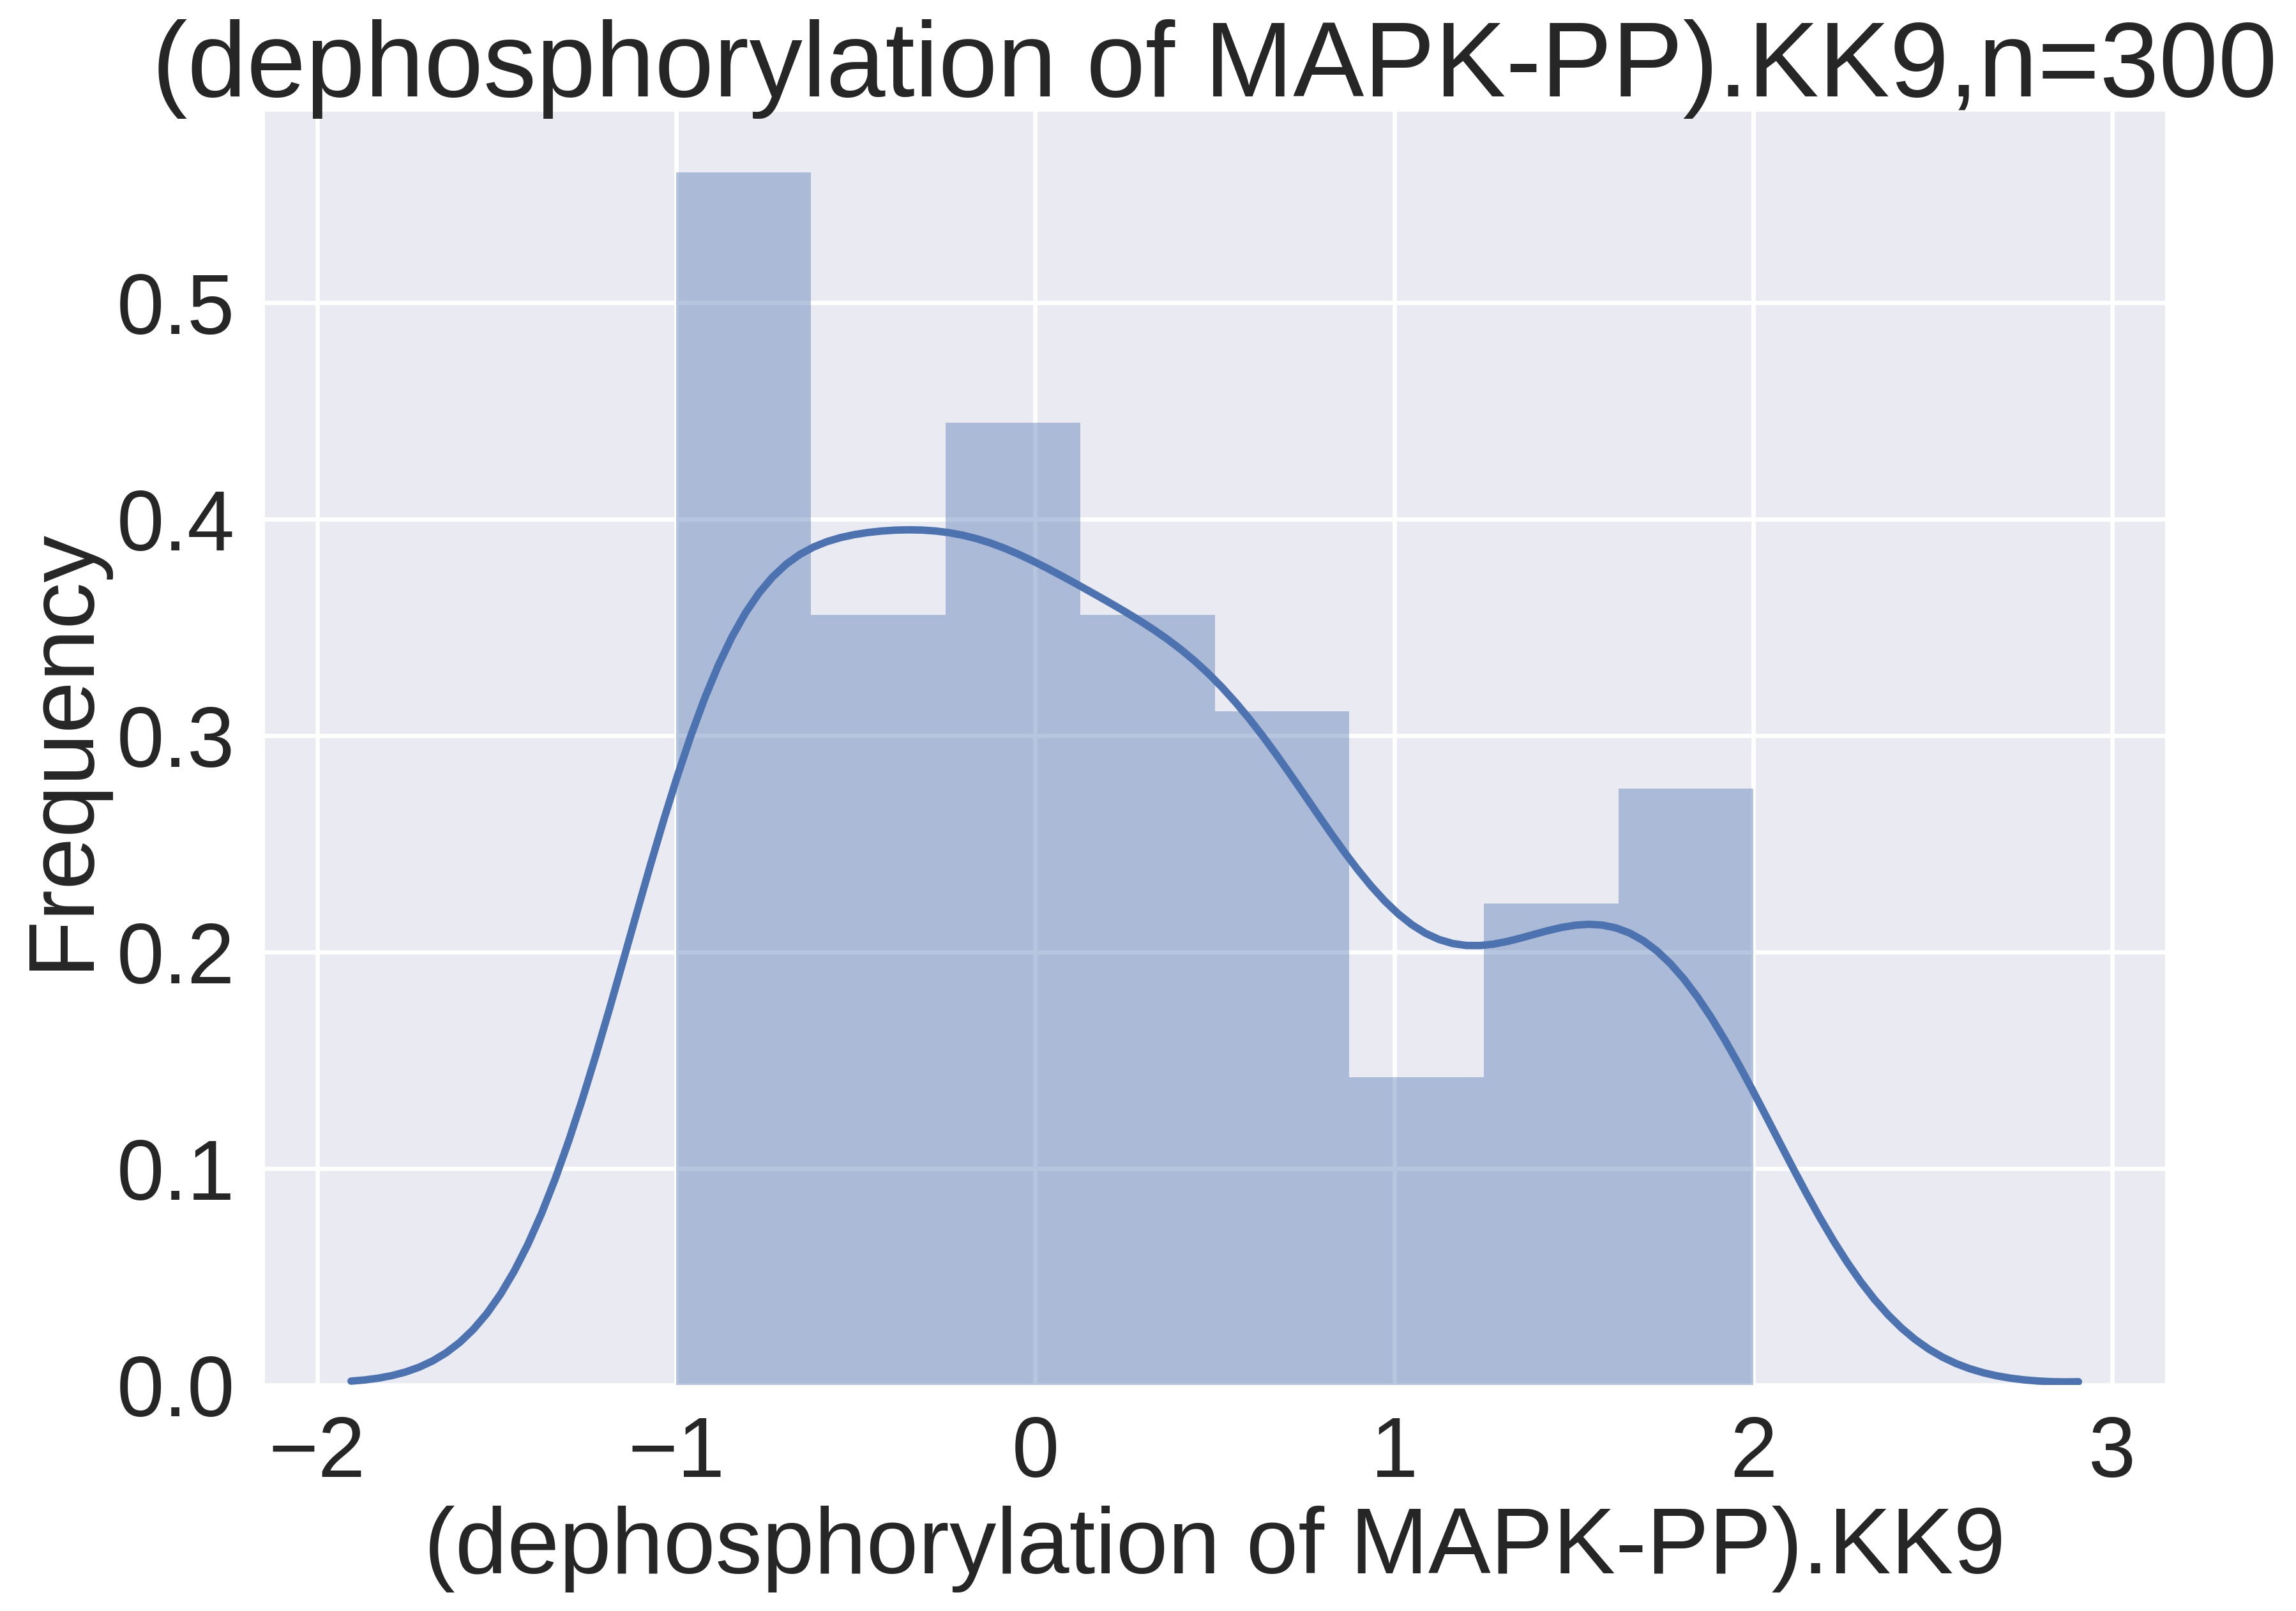 (dephosphorylation of MAPK-PP).KK9,n=300
Frequency
0.5
0.4
0.3
0.2
0.1
0.0
−2 −1 0 1 2 3
(dephosphorylation of MAPK-PP).KK9